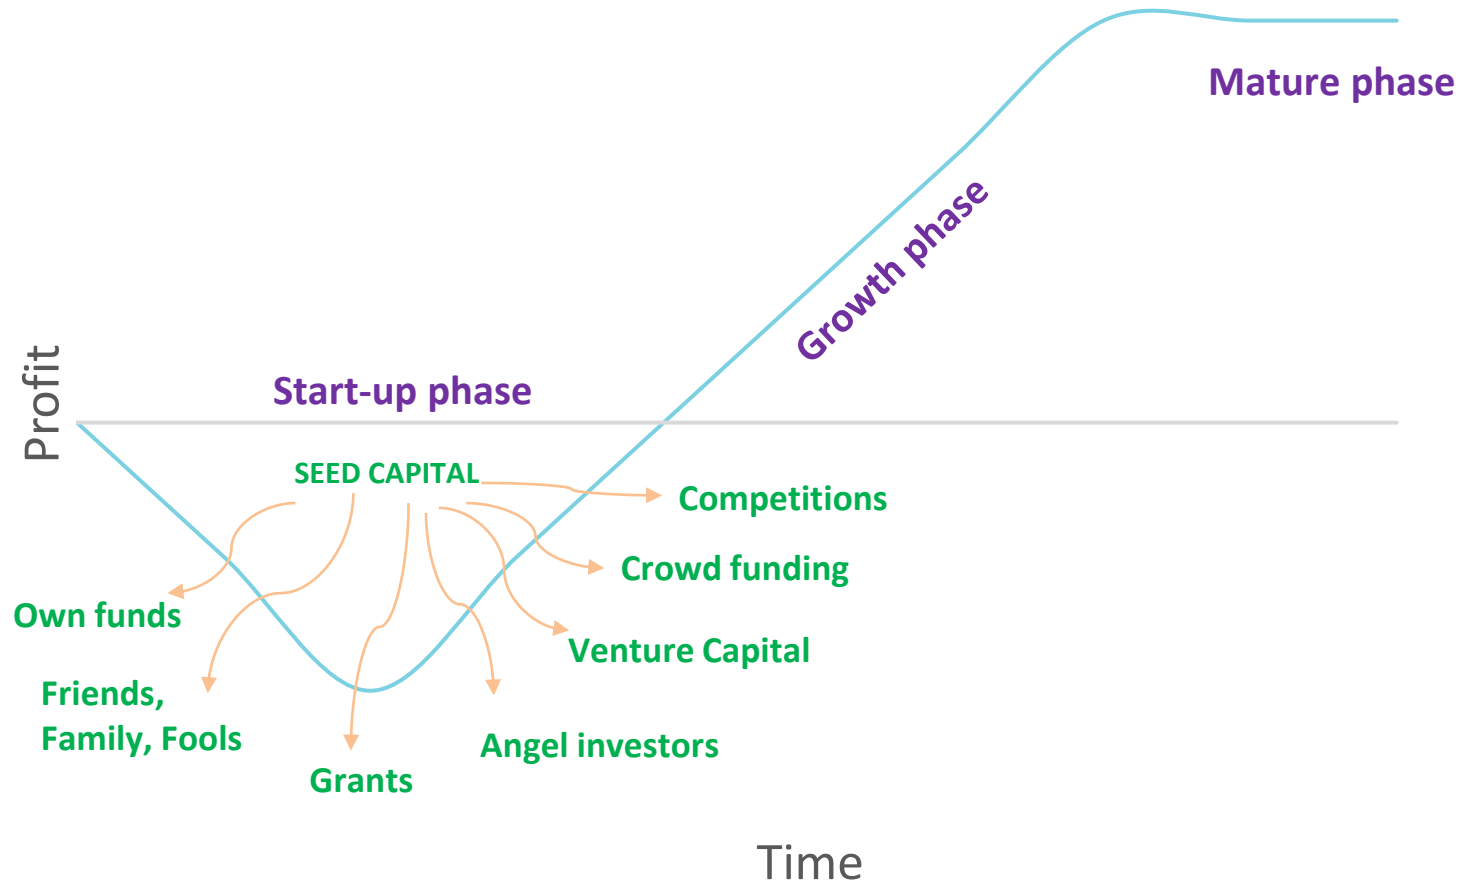 Mature phase
Growth phase
Profit
Start-up phase
SEED CAPITAL
Competitions
Crowd funding
Own funds
Venture Capital
Friends,
Family, Fools
Angel investors
Grants
Time